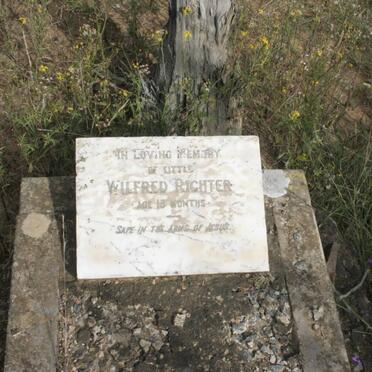 IN LOVING MEMORY
OF LITTLE
WILFRED RICHTER
AGE 18 MONTHS
SAFE IN THE ARMS OF JESUS.